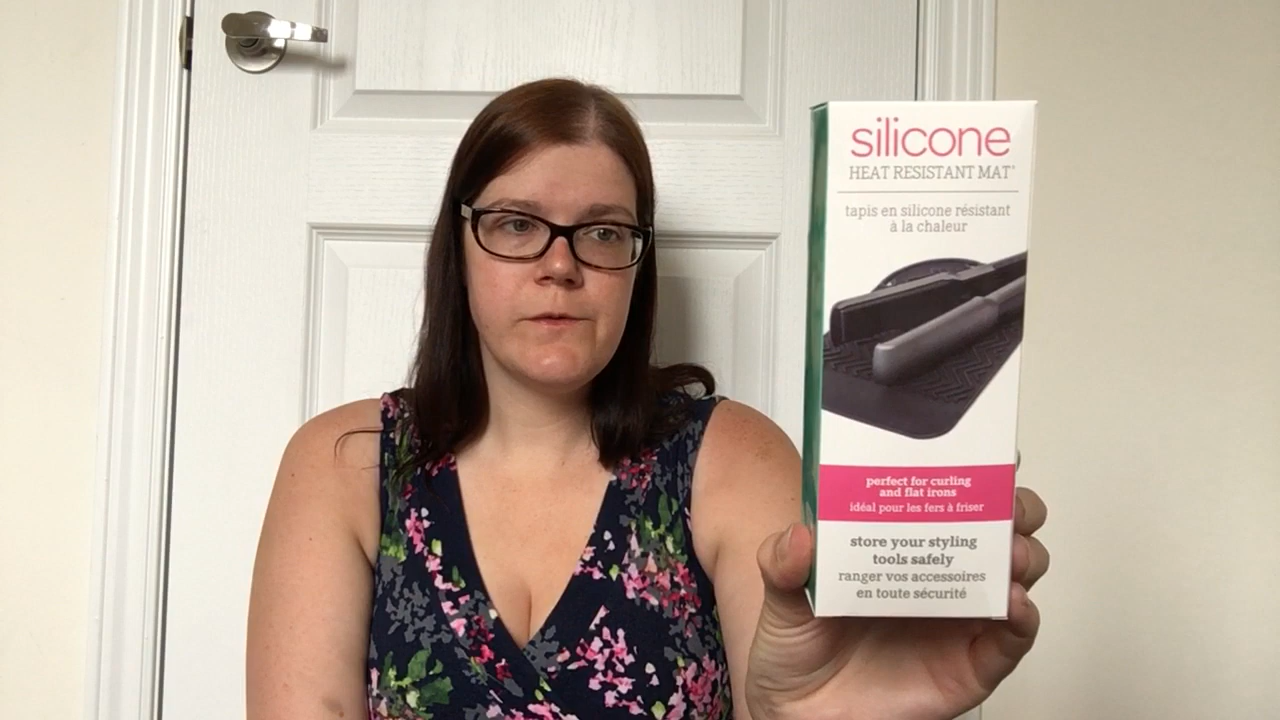 silicone
HEAT RESISTANT MAT
tapis en silicone résistant
à la chaleur
perfect for curling
and flat irons
idéal pour les fers à friser
store your styling
tools safely
ranger vos accessoires
en toute sécurité